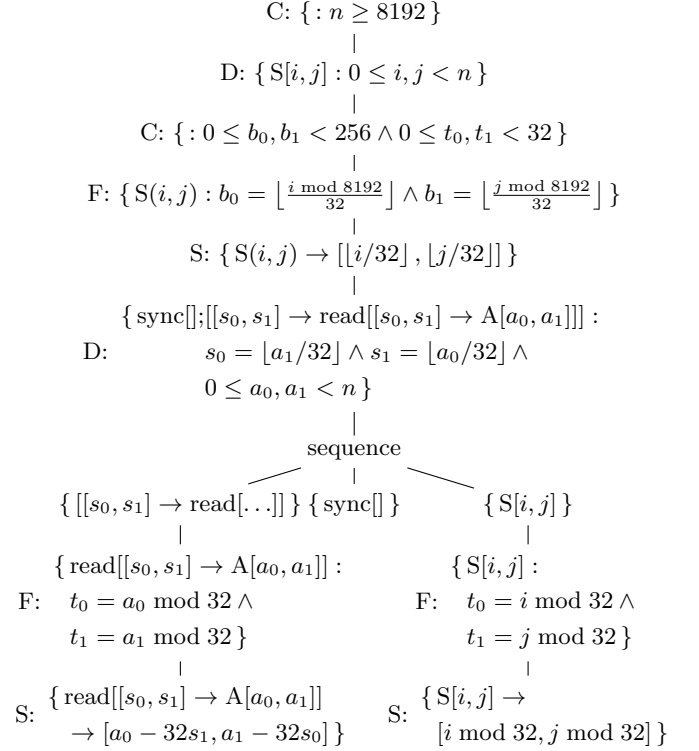 C: { : n ≥ 8192 }
D: { S[i, j] : 0 ≤ i, j < n }
C: { : 0 ≤ b₀, b₁ < 256 ∧ 0 ≤ t₀, t₁ < 32 }
F: { S(i, j) : b₀ = ⌊(i mod 8192)/32⌋ ∧ b₁ = ⌊(j mod 8192)/32⌋ }
S: { S(i, j) → [⌊i/32⌋, ⌊j/32⌋] }
{ sync[];[[s₀, s₁] → read[[s₀, s₁] → A[a₀, a₁]]] :
D: s₀ = ⌊a₁/32⌋ ∧ s₁ = ⌊a₀/32⌋ ∧
0 ≤ a₀, a₁ < n }
sequence
{ [[s₀, s₁] → read[...]] } { sync[] } { S[i, j] }
{ read[[s₀, s₁] → A[a₀, a₁]] :
F: t₀ = a₀ mod 32 ∧
t₁ = a₁ mod 32 }
{ S[i, j] :
F: t₀ = i mod 32 ∧
t₁ = j mod 32 }
S: { read[[s₀, s₁] → A[a₀, a₁]]
→ [a₀ − 32s₁, a₁ − 32s₀] }
S: { S[i, j] →
[i mod 32, j mod 32] }